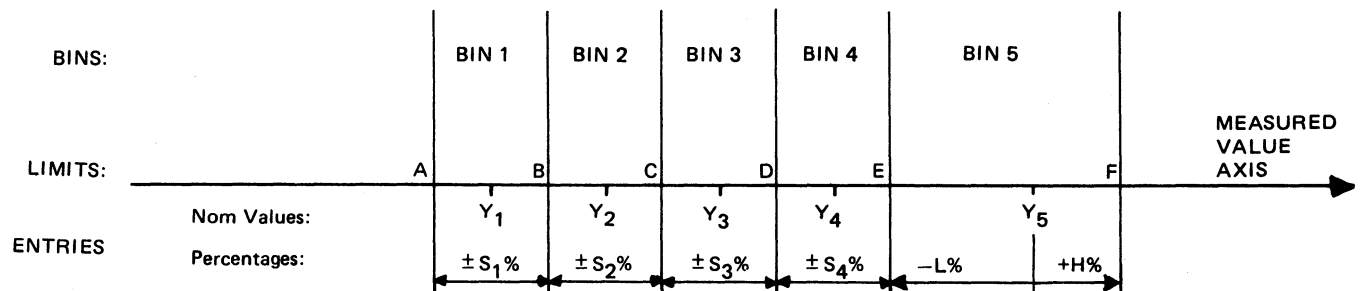 BINS: BIN 1 BIN 2 BIN 3 BIN 4 BIN 5
MEASURED
VALUE
AXIS
LIMITS: A B C D E F
Nom Values: Y1 Y2 Y3 Y4 Y5
ENTRIES
Percentages: ±S1% ±S2% ±S3% ±S4% −L% +H%